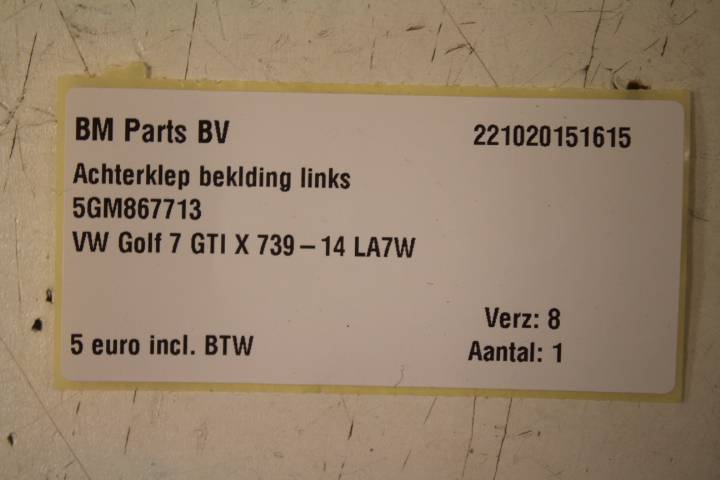 BM Parts BV 221020151615
Achterklep beklding links
5GM867713
VW Golf 7 GTI X 739 – 14 LA7W
Verz: 8
5 euro incl. BTW Aantal: 1